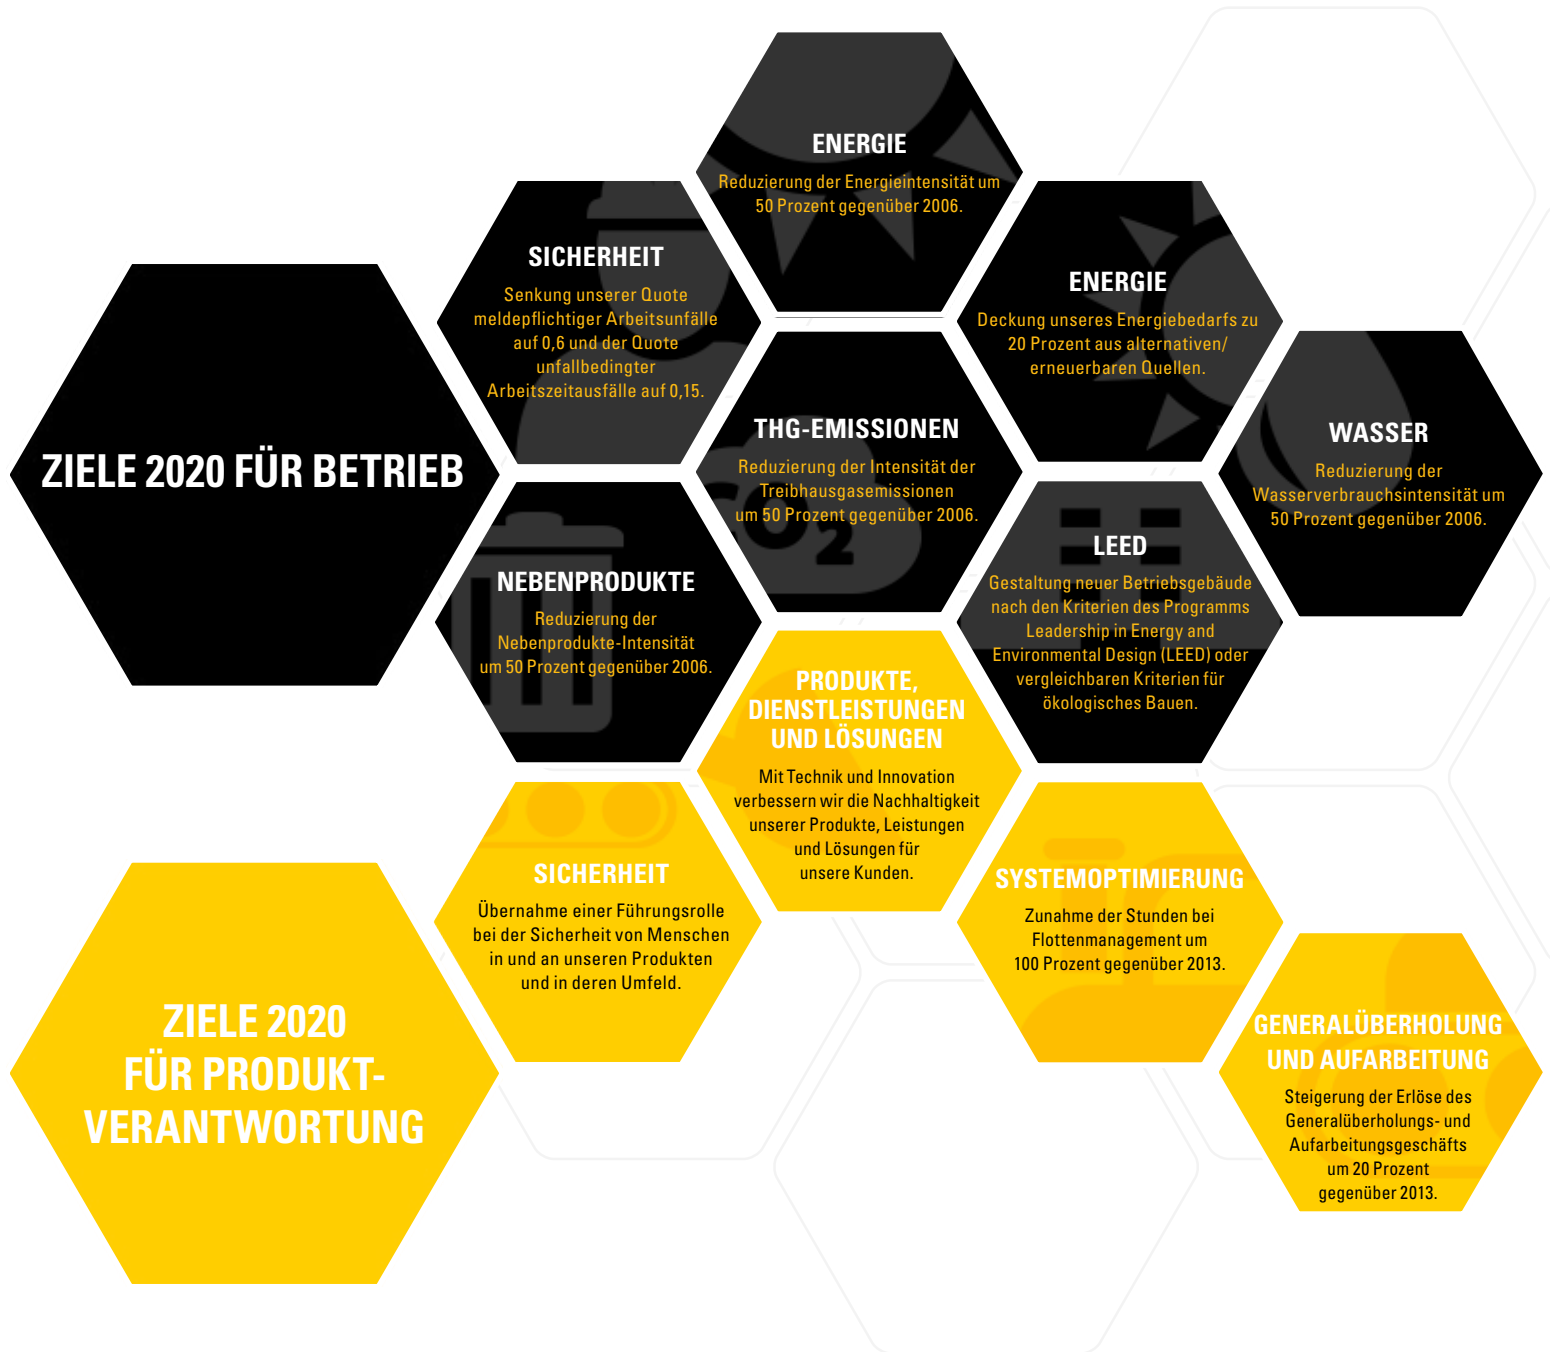 ZIELE 2020 FÜR BETRIEB
SICHERHEIT
Senkung unserer Quote
meldepflichtiger Arbeitsunfälle
auf 0,6 und der Quote
unfallbedingter
Arbeitszeitausfälle auf 0,15.
ENERGIE
Reduzierung der Energieintensität um
50 Prozent gegenüber 2006.
ENERGIE
Deckung unseres Energiebedarfs zu
20 Prozent aus alternativen/
erneuerbaren Quellen.
WASSER
Reduzierung der
Wasserverbrauchsintensität um
50 Prozent gegenüber 2006.
THG-EMISSIONEN
Reduzierung der Intensität der
Treibhausgasemissionen
um 50 Prozent gegenüber 2006.
CO2
NEBENPRODUKTE
Reduzierung der
Nebenprodukte-Intensität
um 50 Prozent gegenüber 2006.
LEED
Gestaltung neuer Betriebsgebäude
nach den Kriterien des Programms
Leadership in Energy and
Environmental Design (LEED) oder
vergleichbaren Kriterien für
ökologisches Bauen.
ZIELE 2020
FÜR PRODUKT-
VERANTWORTUNG
SICHERHEIT
Übernahme einer Führungsrolle
bei der Sicherheit von Menschen
in und an unseren Produkten
und in deren Umfeld.
PRODUKTE,
DIENSTLEISTUNGEN
UND LÖSUNGEN
Mit Technik und Innovation
verbessern wir die Nachhaltigkeit
unserer Produkte, Leistungen
und Lösungen für
unsere Kunden.
SYSTEMOPTIMIERUNG
Zunahme der Stunden bei
Flottenmanagement um
100 Prozent gegenüber 2013.
GENERALÜBERHOLUNG
UND AUFARBEITUNG
Steigerung der Erlöse des
Generalüberholungs- und
Aufarbeitungsgeschäfts
um 20 Prozent
gegenüber 2013.